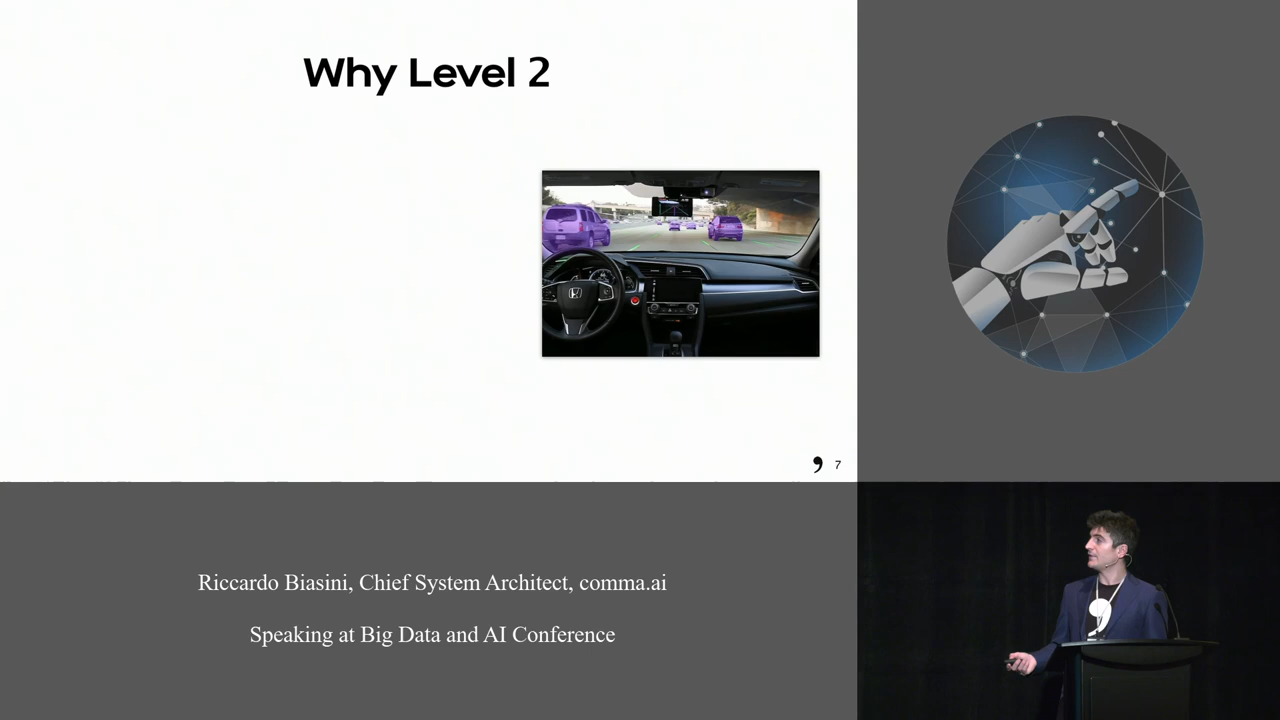 Why Level 2
7
Riccardo Biasini, Chief System Architect, comma.ai
Speaking at Big Data and AI Conference